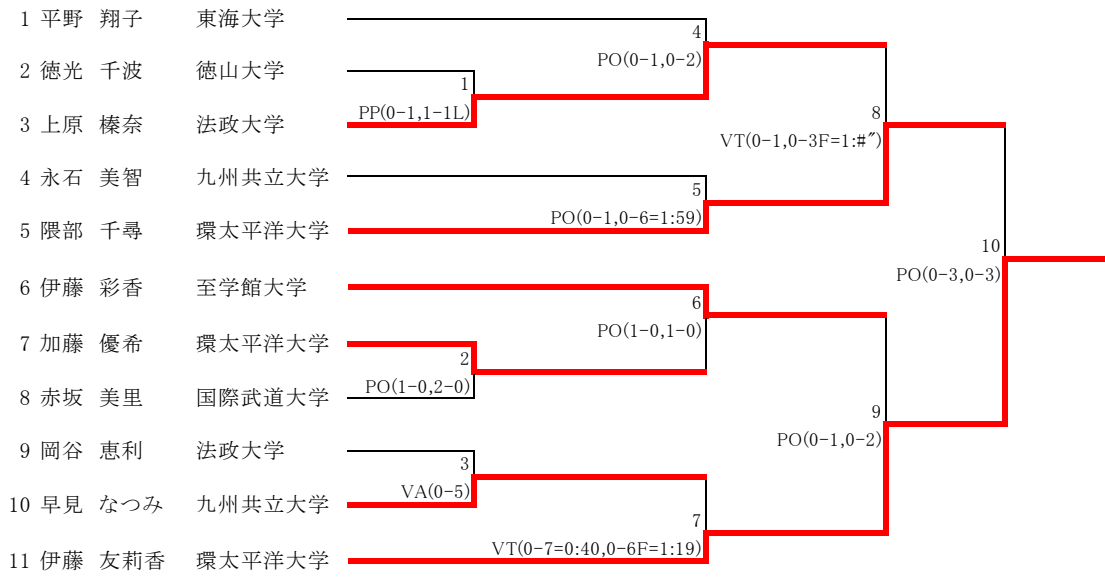 1 平野 翔子 東海大学
4
PO(0-1,0-2)
2 徳光 千波 徳山大学
1
PP(0-1,1-1L)
3 上原 榛奈 法政大学
8
VT(0-1,0-3F=1:#")
4 永石 美智 九州共立大学
5
PO(0-1,0-6=1:59)
5 隈部 千尋 環太平洋大学
10
PO(0-3,0-3)
6 伊藤 彩香 至学館大学
6
PO(1-0,1-0)
7 加藤 優希 環太平洋大学
2
PO(1-0,2-0)
8 赤坂 美里 国際武道大学
9
PO(0-1,0-2)
9 岡谷 恵利 法政大学
3
VA(0-5)
10 早見 なつみ 九州共立大学
7
VT(0-7=0:40,0-6F=1:19)
11 伊藤 友莉香 環太平洋大学